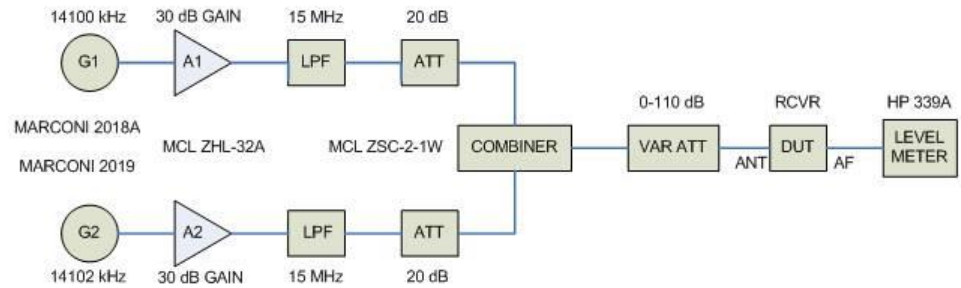 14100 kHz 30 dB GAIN 15 MHz 20 dB
G1 A1 LPF ATT
0-110 dB RCVR HP 339A
MARCONI 2018A
MCL ZHL-32A MCL ZSC-2-1W COMBINER VAR ATT ANT DUT AF LEVEL METER
MARCONI 2019
G2 A2 LPF ATT
14102 kHz 30 dB GAIN 15 MHz 20 dB